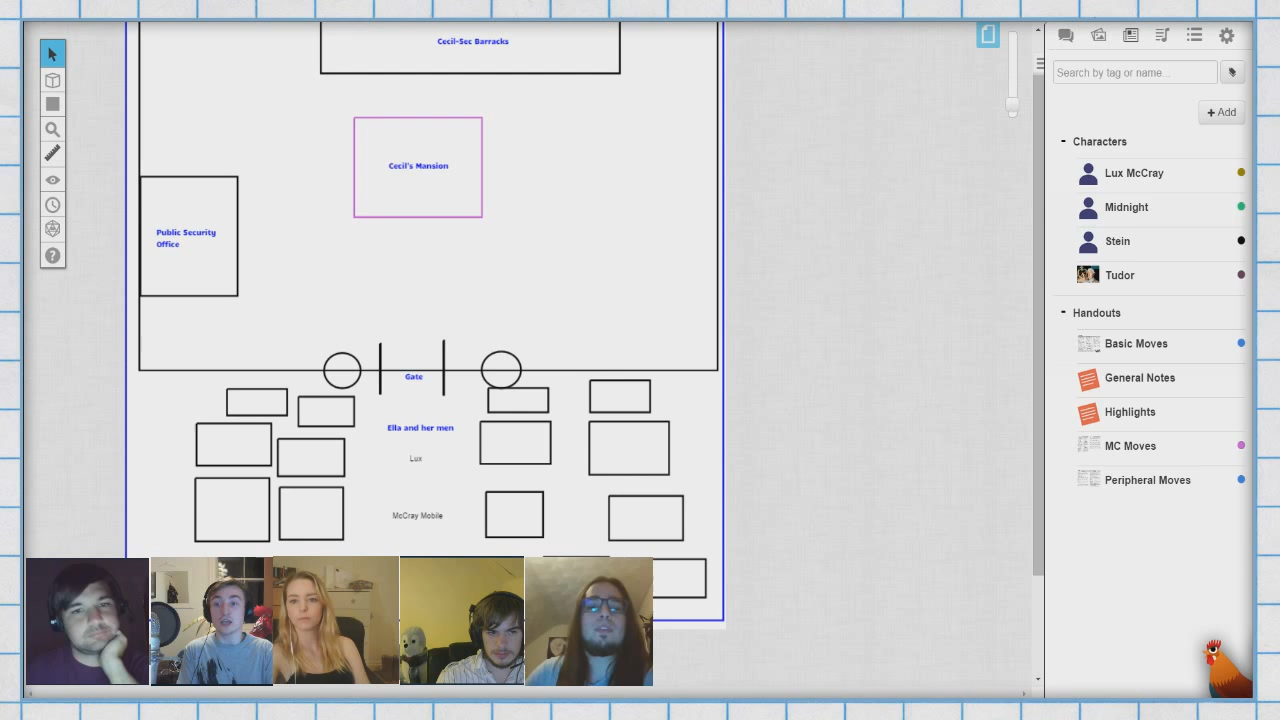 Cecil-Sec Barracks
Cecil's Mansion
Public Security
Office
Gate
Ella and her men
Lux
McCray Mobile
Search by tag or name...
+ Add
- Characters
Lux McCray
Midnight
Stein
Tudor
- Handouts
Basic Moves
General Notes
Highlights
MC Moves
Peripheral Moves